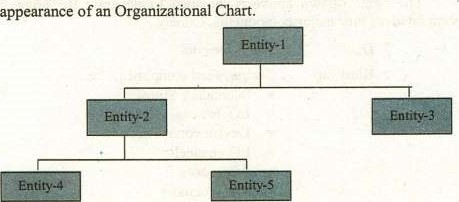 appearance of an Organizational Chart.
Entity-1
Entity-2
Entity-3
Entity-4
Entity-5